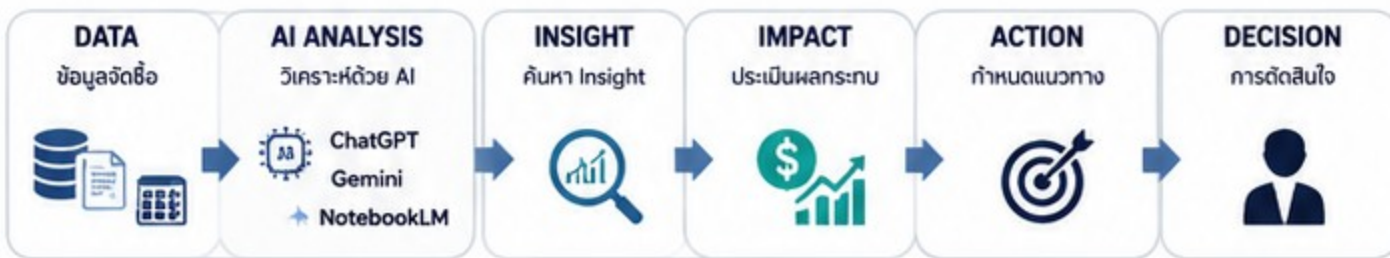 DATA
ข้อมูลจัดซื้อ
AI ANALYSIS
วิเคราะห์ด้วย AI
ChatGPT
Gemini
NotebookLM
INSIGHT
ค้นหา Insight
IMPACT
ประเมินผลกระทบ
$
ACTION
กำหนดแนวทาง
DECISION
การตัดสินใจ